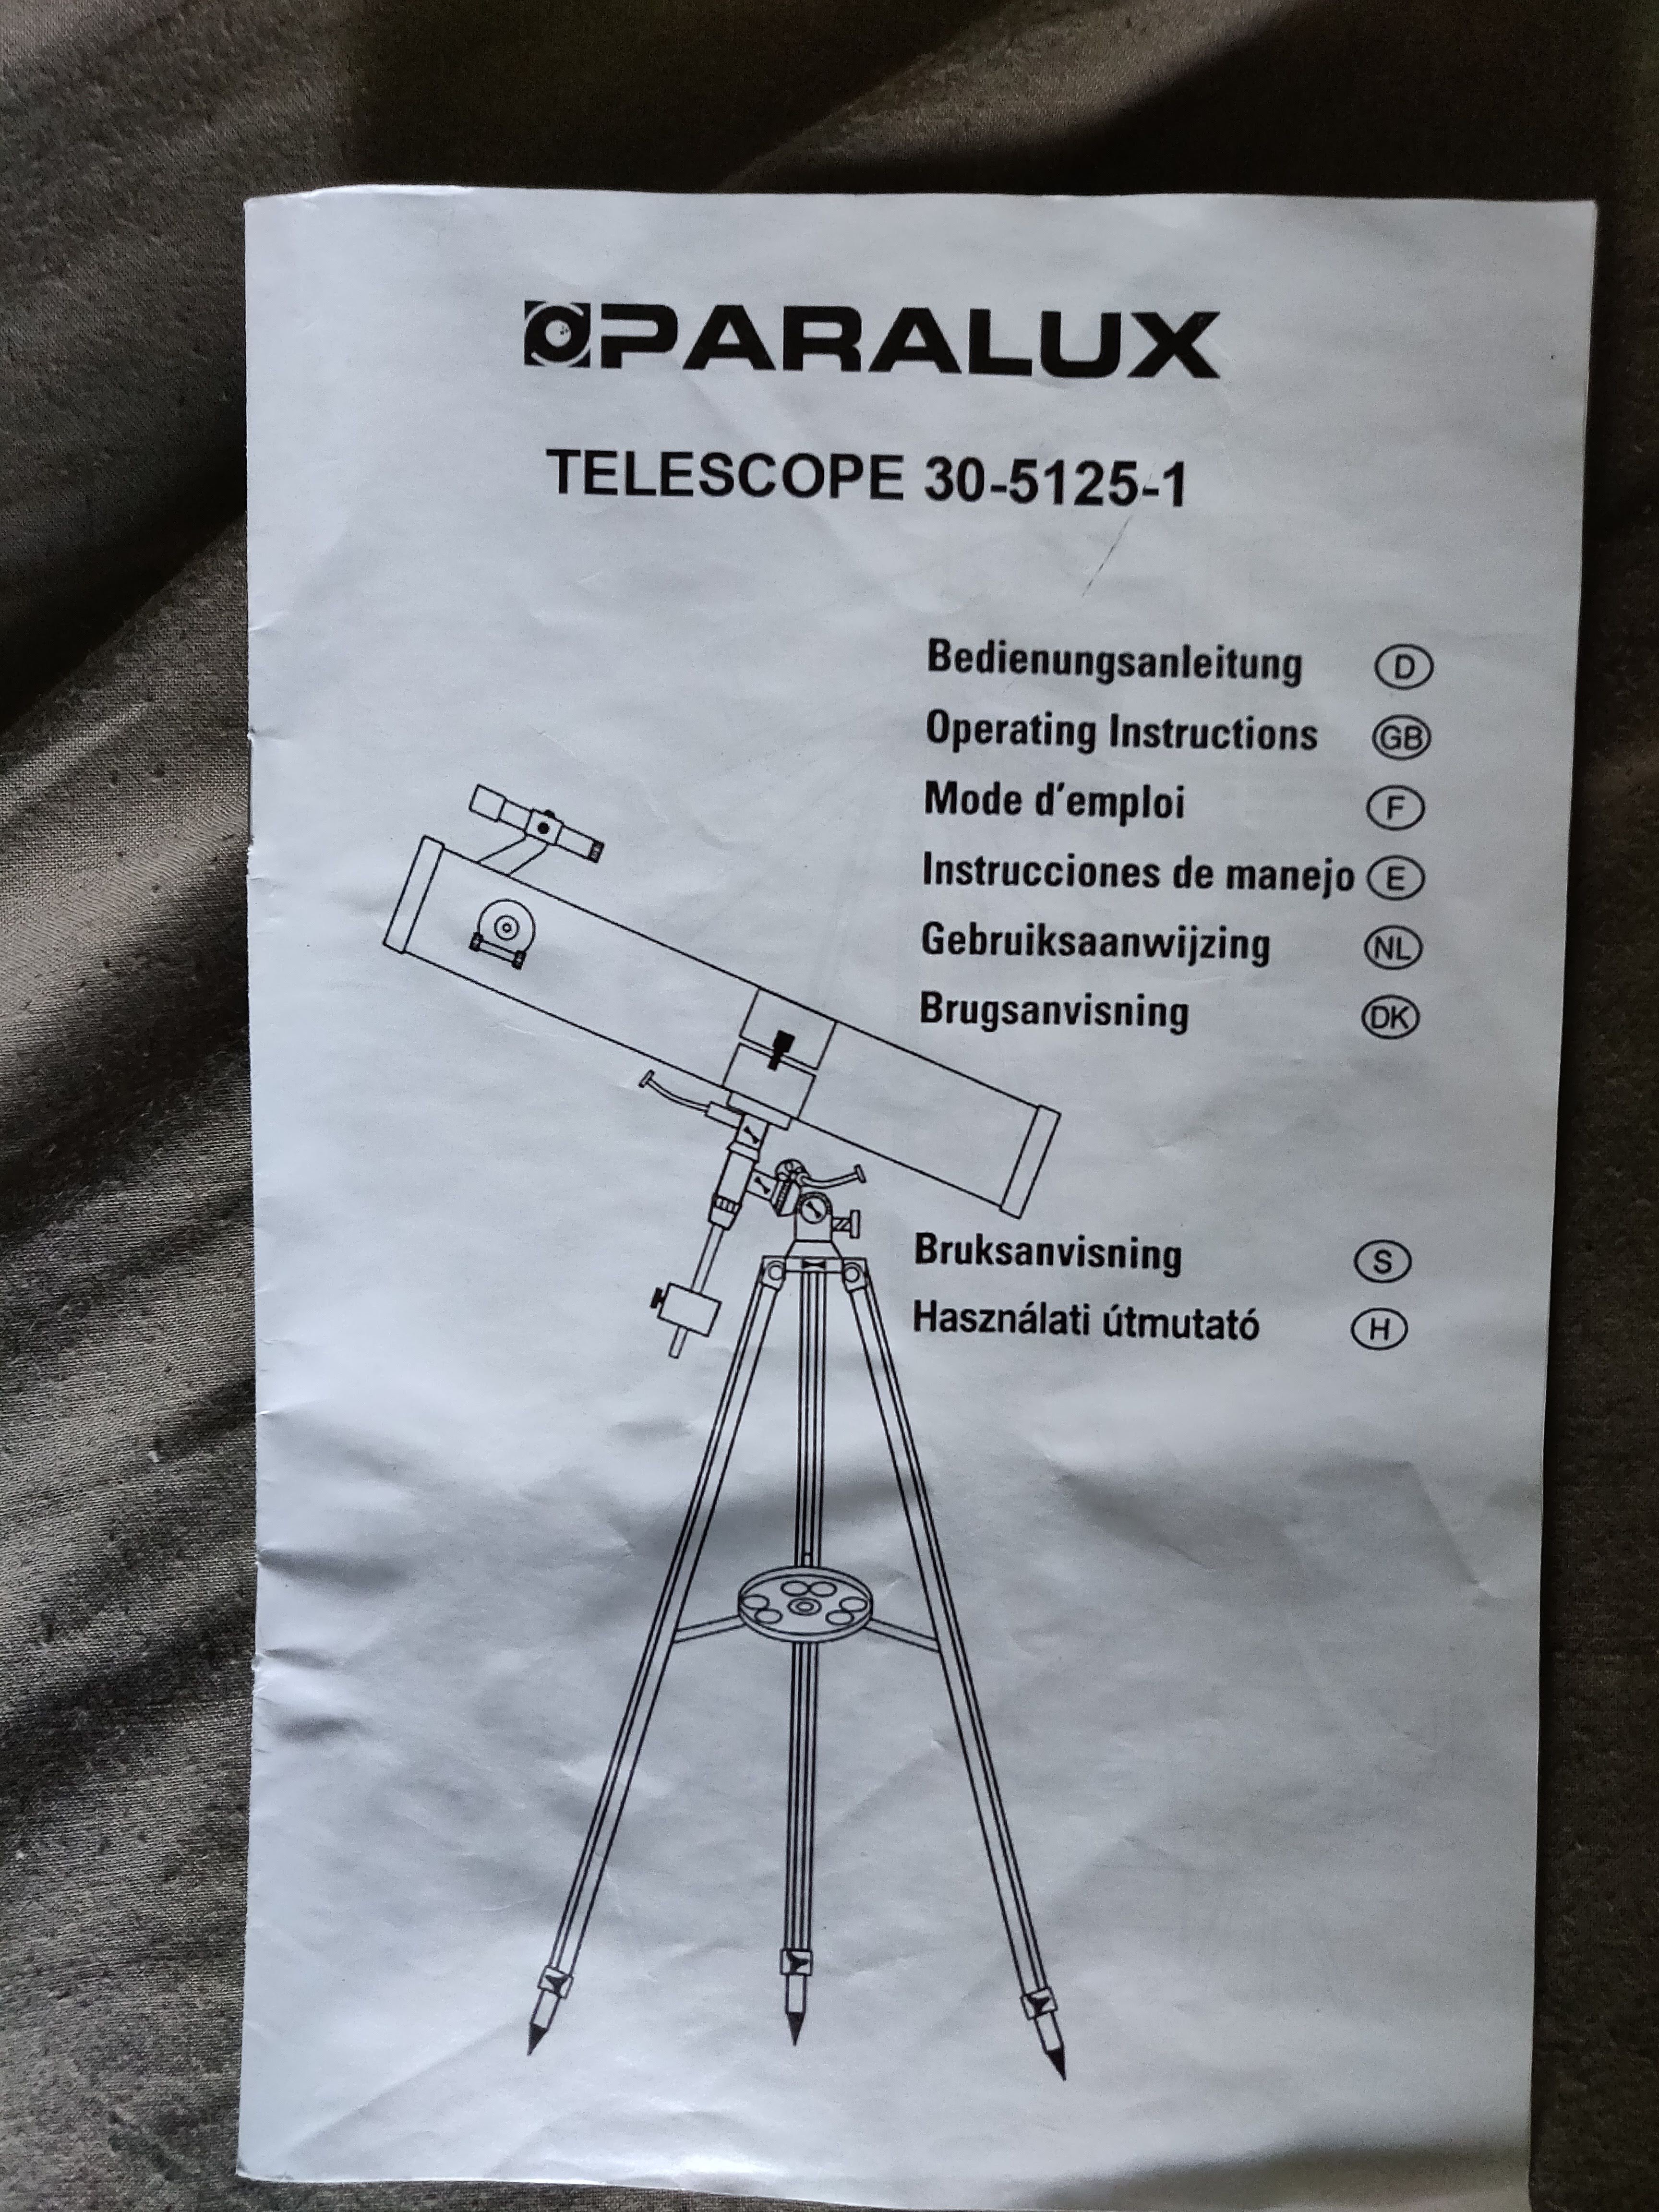 PARALUX
TELESCOPE 30-5125-1
Bedienungsanleitung D
Operating Instructions GB
Mode d'emploi F
Instrucciones de manejo E
Gebruiksaanwijzing NL
Brugsanvisning DK
Bruksanvisning S
Használati útmutató H